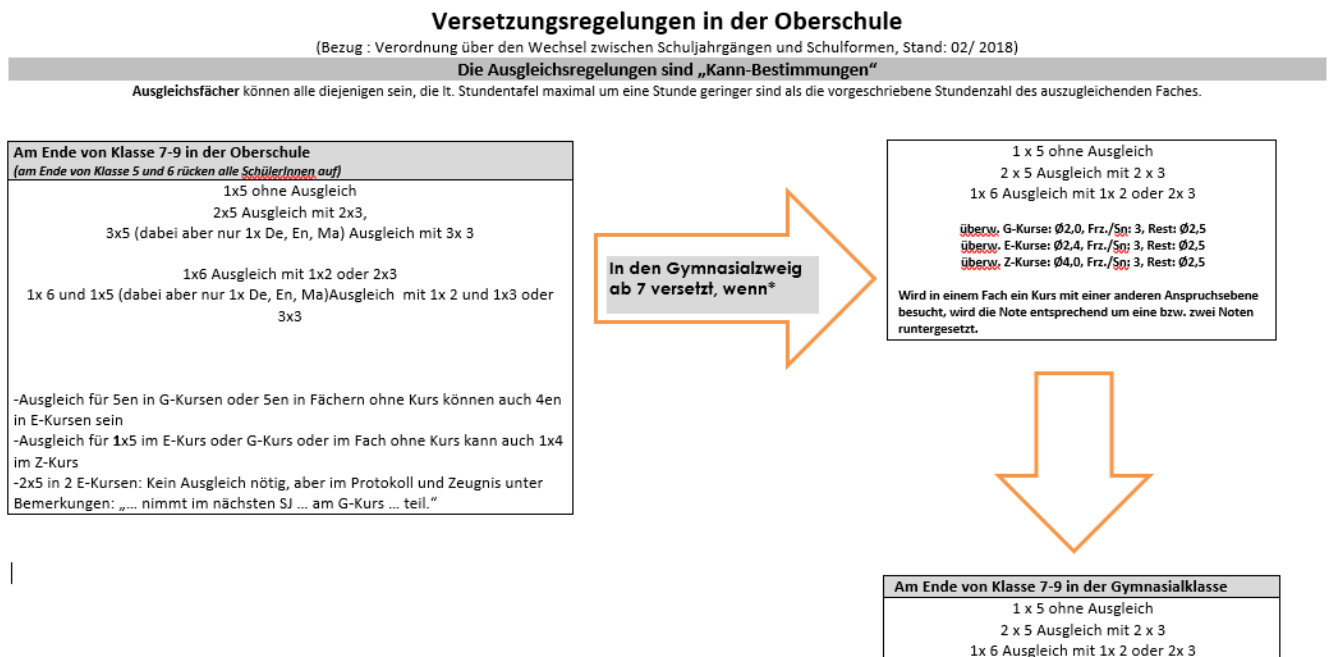 Versetzungsregelungen in der Oberschule
(Bezug : Verordnung über den Wechsel zwischen Schuljahrgängen und Schulformen, Stand: 02/ 2018)
Die Ausgleichsregelungen sind „Kann-Bestimmungen“
Ausgleichsfächer können alle diejenigen sein, die lt. Stundentafel maximal um eine Stunde geringer sind als die vorgeschriebene Stundenzahl des auszugleichenden Faches.
Am Ende von Klasse 7-9 in der Oberschule
(am Ende von Klasse 5 und 6 rücken alle SchülerInnen auf)
1x5 ohne Ausgleich
2x5 Ausgleich mit 2x3,
3x5 (dabei aber nur 1x De, En, Ma) Ausgleich mit 3x 3
1x6 Ausgleich mit 1x2 oder 2x3
1x 6 und 1x5 (dabei aber nur 1x De, En, Ma)Ausgleich  mit 1x 2 und 1x3 oder
3x3
-Ausgleich für 5en in G-Kursen oder 5en in Fächern ohne Kurs können auch 4en
in E-Kursen sein
-Ausgleich für 1x5 im E-Kurs oder G-Kurs oder im Fach ohne Kurs kann auch 1x4
im Z-Kurs
-2x5 in 2 E-Kursen: Kein Ausgleich nötig, aber im Protokoll und Zeugnis unter
Bemerkungen: „... nimmt im nächsten SJ ... am G-Kurs ... teil.“
In den Gymnasialzweig
ab 7 versetzt, wenn*
1 x 5 ohne Ausgleich
2 x 5 Ausgleich mit 2 x 3
1x 6 Ausgleich mit 1x 2 oder 2x 3
überw. G-Kurse: Ø2,0, Frz./Sn: 3, Rest: Ø2,5
überw. E-Kurse: Ø2,4, Frz./Sn: 3, Rest: Ø2,5
überw. Z-Kurse: Ø4,0, Frz./Sn: 3, Rest: Ø2,5
Wird in einem Fach ein Kurs mit einer anderen Anspruchsebene
besucht, wird die Note entsprechend um eine bzw. zwei Noten
runtergesetzt.
Am Ende von Klasse 7-9 in der Gymnasialklasse
1 x 5 ohne Ausgleich
2 x 5 Ausgleich mit 2 x 3
1x 6 Ausgleich mit 1x 2 oder 2x 3